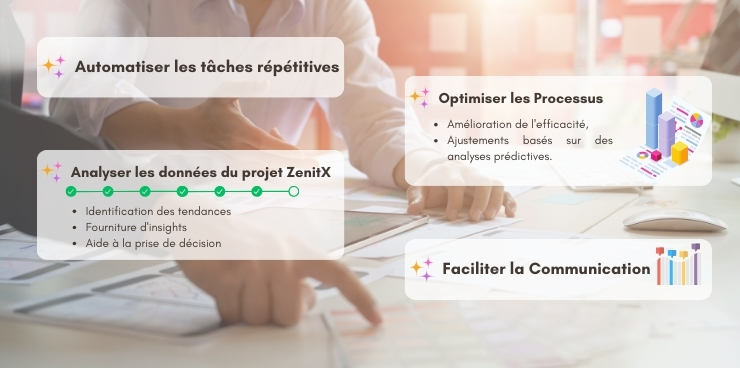 Automatiser les tâches répétitives
Analyser les données du projet ZenitX
Identification des tendances
Fourniture d'insights
Aide à la prise de décision
Optimiser les Processus
Amélioration de l'efficacité,
Ajustements basés sur des
analyses prédictives.
Faciliter la Communication